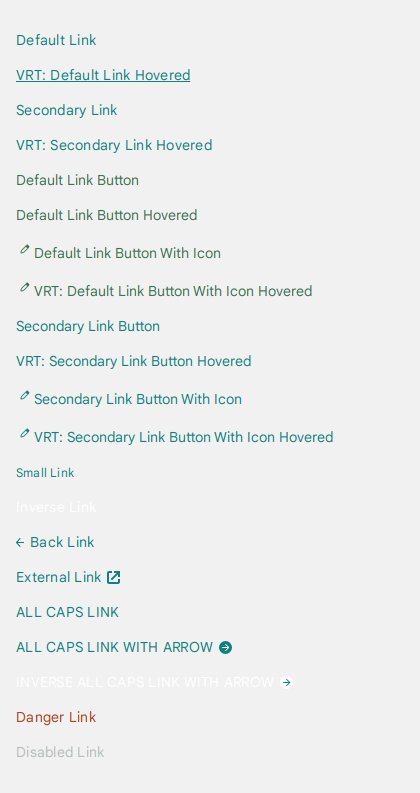 Default Link
VRT: Default Link Hovered
Secondary Link
VRT: Secondary Link Hovered
Default Link Button
Default Link Button Hovered
Default Link Button With Icon
VRT: Default Link Button With Icon Hovered
Secondary Link Button
VRT: Secondary Link Button Hovered
Secondary Link Button With Icon
VRT: Secondary Link Button With Icon Hovered
Small Link
Inverse Link
Back Link
External Link
ALL CAPS LINK
ALL CAPS LINK WITH ARROW
INVERSE ALL CAPS LINK WITH ARROW
Danger Link
Disabled Link